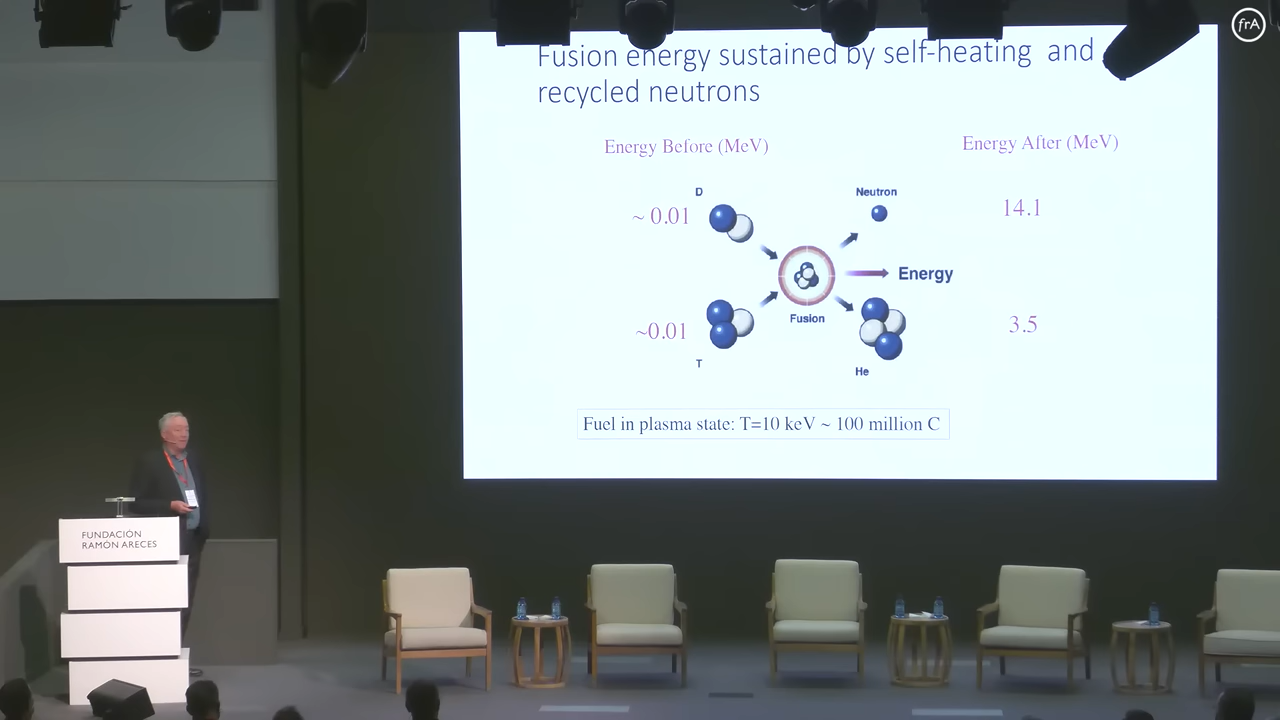 frA
Fusion energy sustained by self-heating and
recycled neutrons
Energy Before (MeV)
Energy After (MeV)
D
Neutron
~ 0.01
14.1
Energy
Fusion
~0.01
3.5
T
He
Fuel in plasma state: T=10 keV ~ 100 million C
FUNDACIÓN
RAMÓN ARECES